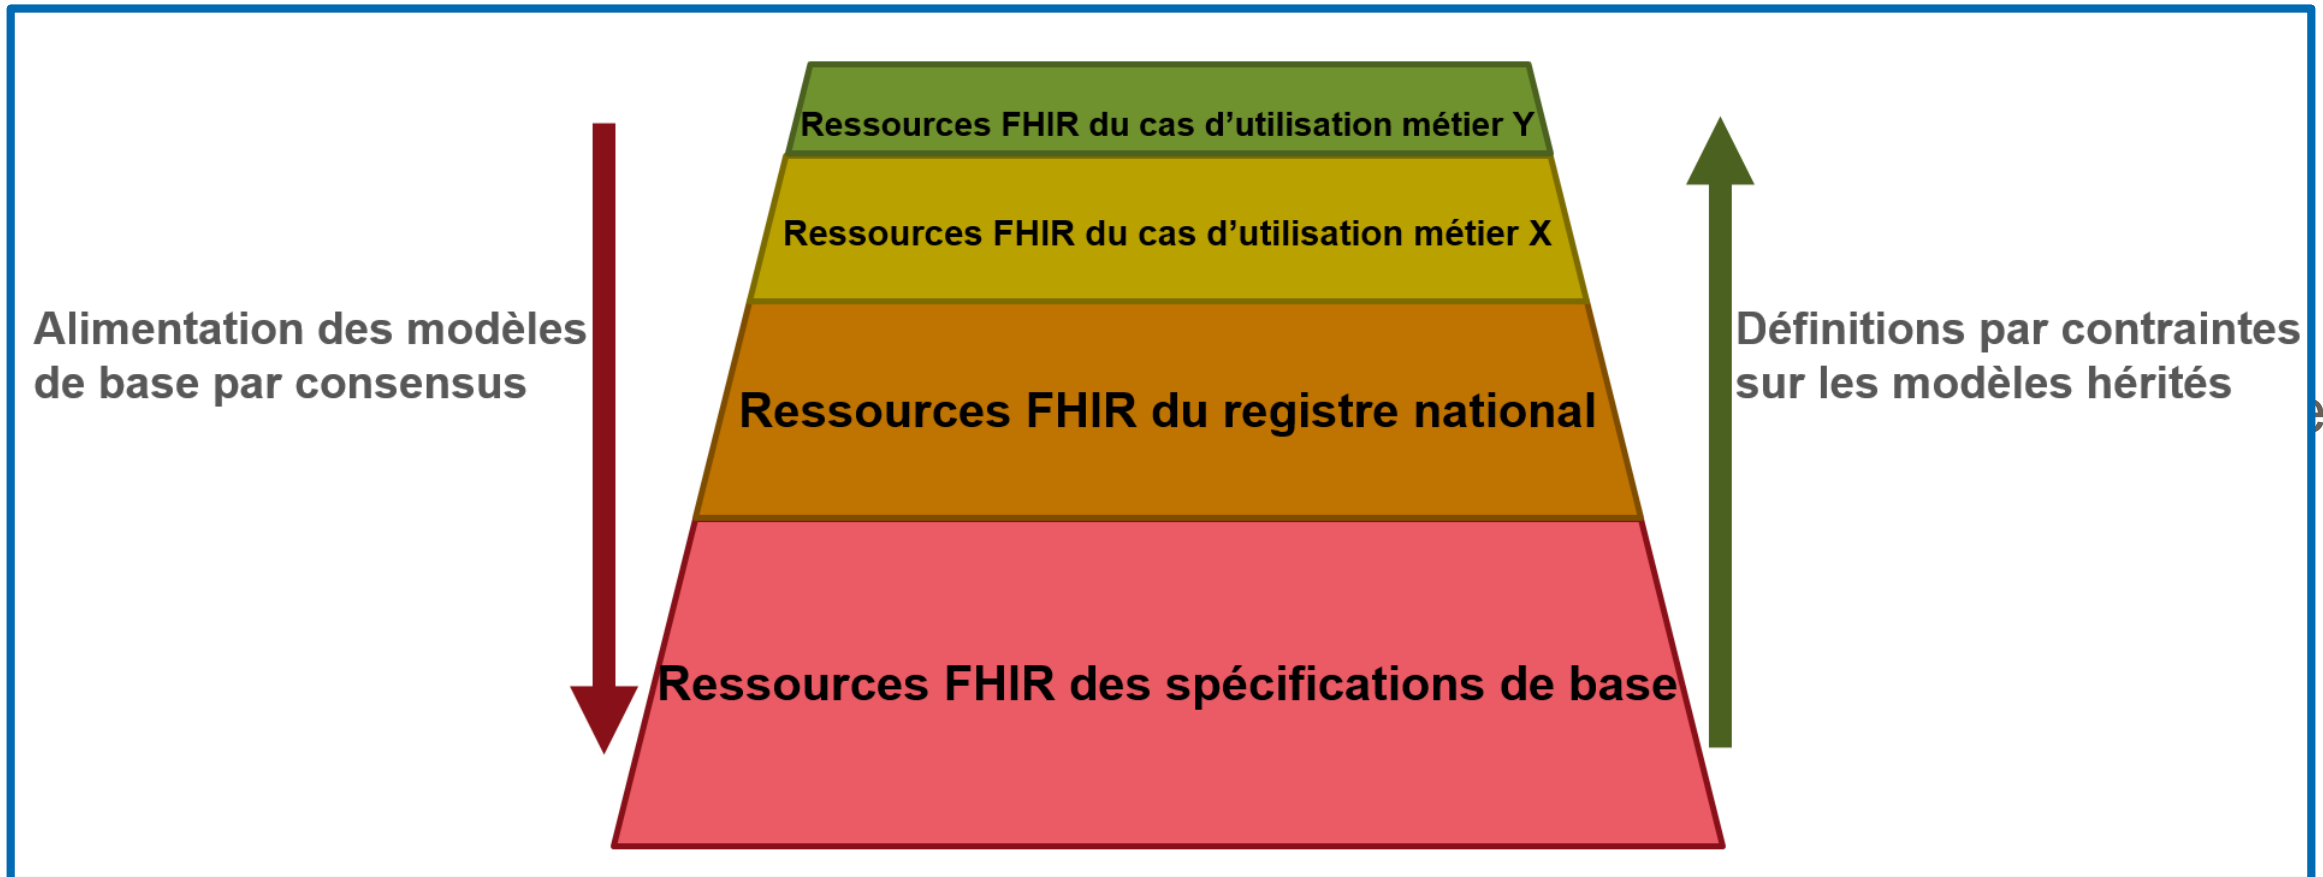 Ressources FHIR du cas d’utilisation métier Y
Ressources FHIR du cas d’utilisation métier X
Alimentation des modèles
de base par consensus
Ressources FHIR du registre national
Définitions par contraintes
sur les modèles hérités
Ressources FHIR des spécifications de base